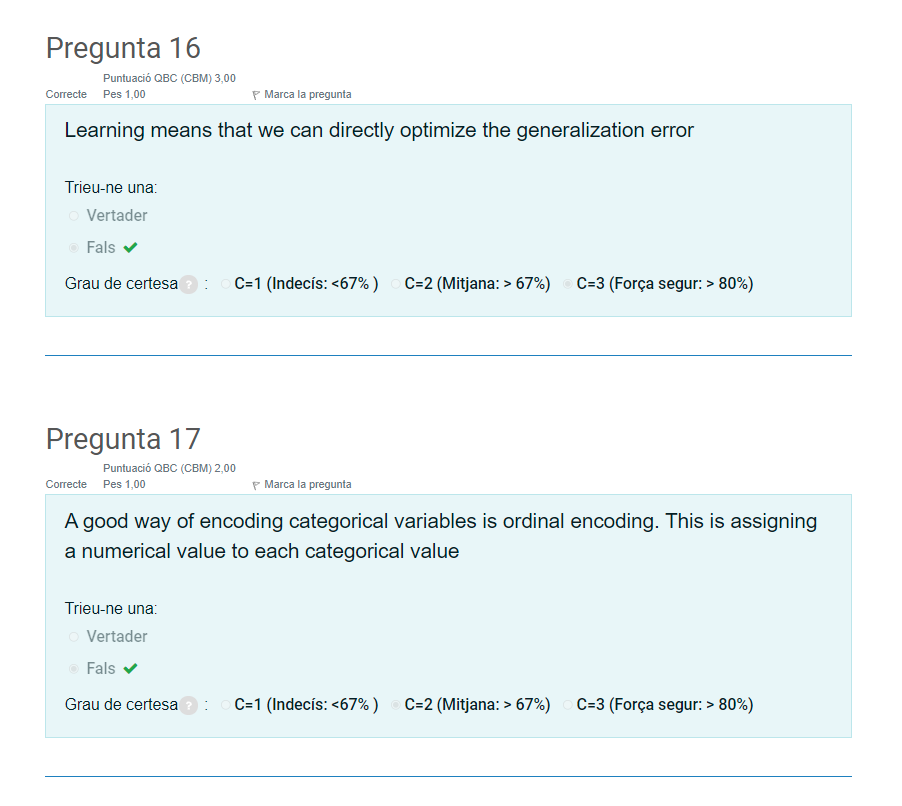 Pregunta 16
Puntuació QBC (CBM) 3,00
Correcte Pes 1,00 Marca la pregunta
Learning means that we can directly optimize the generalization error
Trieu-ne una:
Vertader
Fals
Grau de certesa ? : C=1 (Indecís: <67% ) C=2 (Mitjana: > 67%) C=3 (Força segur: > 80%)
Pregunta 17
Puntuació QBC (CBM) 2,00
Correcte Pes 1,00 Marca la pregunta
A good way of encoding categorical variables is ordinal encoding. This is assigning
a numerical value to each categorical value
Trieu-ne una:
Vertader
Fals
Grau de certesa ? : C=1 (Indecís: <67% ) C=2 (Mitjana: > 67%) C=3 (Força segur: > 80%)